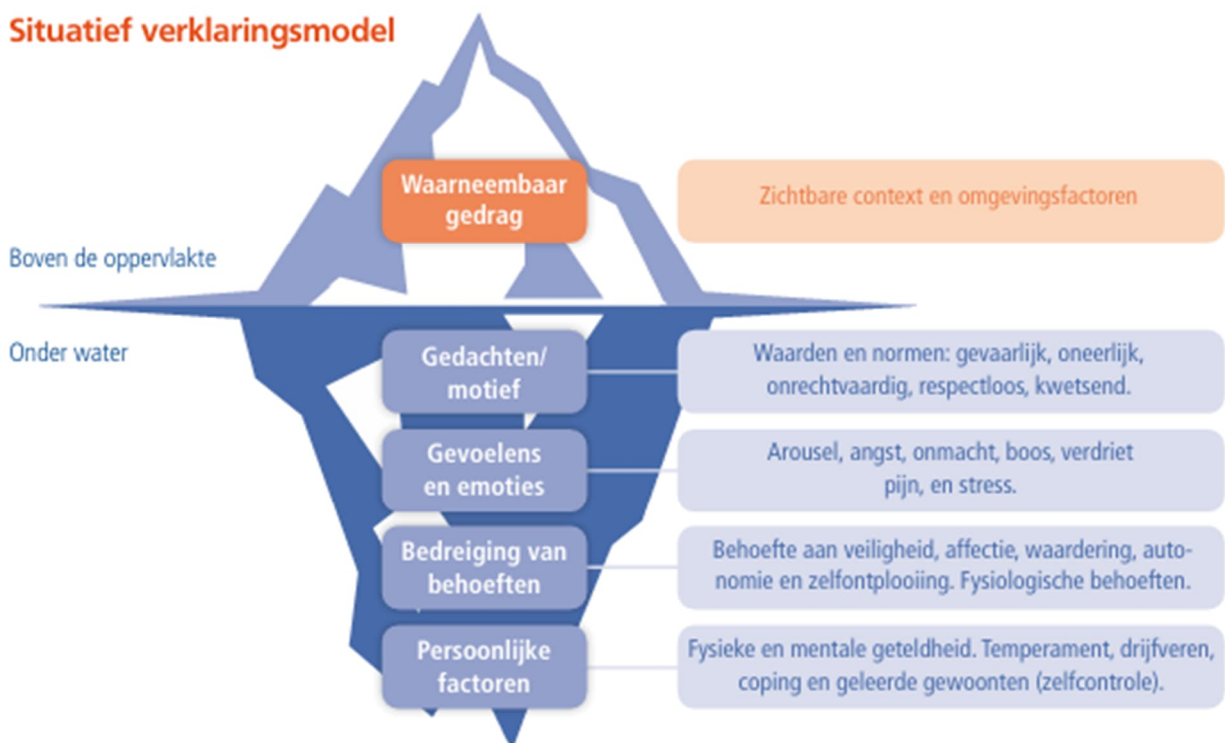 Situatief verklaringsmodel
Waarneembaar
gedrag
Zichtbare context en omgevingsfactoren
Boven de oppervlakte
Onder water
Gedachten/
motief
Waarden en normen: gevaarlijk, oneerlijk,
onrechtvaardig, respectloos, kwetsend.
Gevoelens
en emoties
Arousel, angst, onmacht, boos, verdriet
pijn, en stress.
Bedreiging van
behoeften
Behoefte aan veiligheid, affectie, waardering, auto-
nomie en zelfontplooiing. Fysiologische behoeften.
Persoonlijke
factoren
Fysieke en mentale geteldheid. Temperament, drijfveren,
coping en geleerde gewoonten (zelfcontrole).